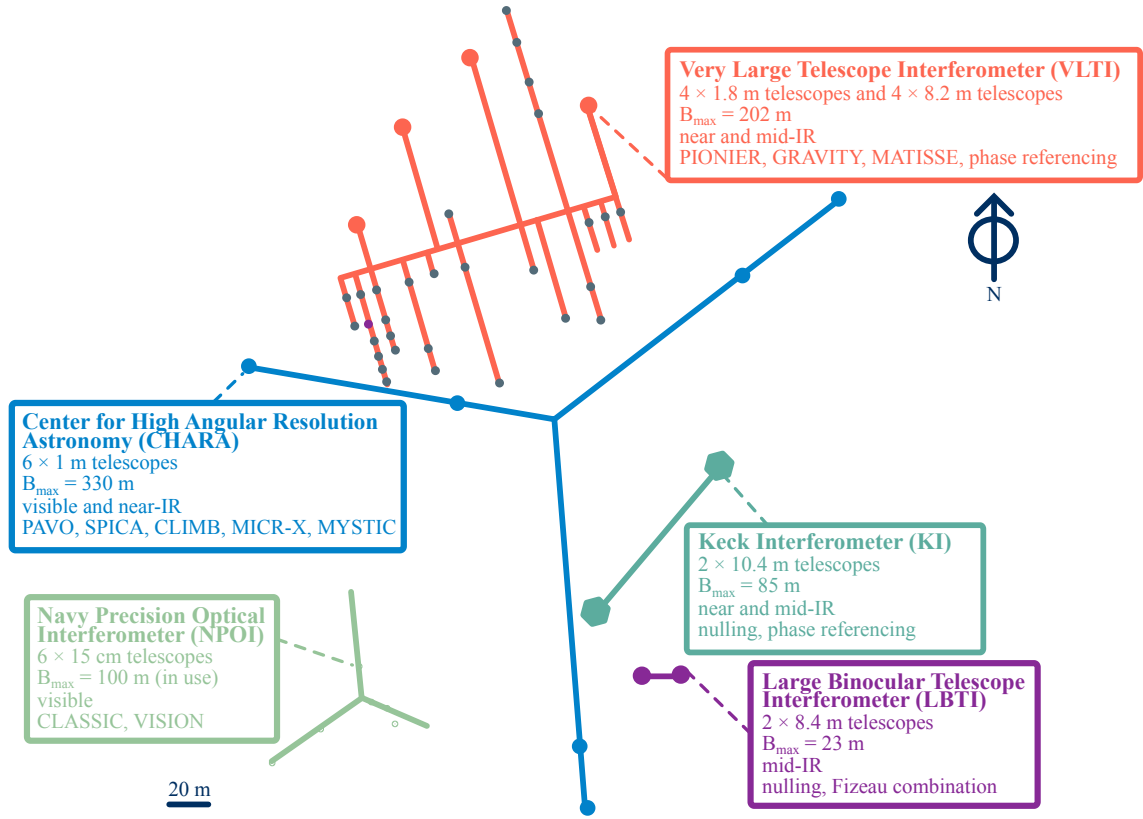 Very Large Telescope Interferometer (VLTI)
4 × 1.8 m telescopes and 4 × 8.2 m telescopes
Bmax = 202 m
near and mid-IR
PIONIER, GRAVITY, MATISSE, phase referencing
N
Center for High Angular Resolution
Astronomy (CHARA)
6 × 1 m telescopes
Bmax = 330 m
visible and near-IR
PAVO, SPICA, CLIMB, MICR-X, MYSTIC
Keck Interferometer (KI)
2 × 10.4 m telescopes
Bmax = 85 m
near and mid-IR
nulling, phase referencing
Navy Precision Optical
Interferometer (NPOI)
6 × 15 cm telescopes
Bmax = 100 m (in use)
visible
CLASSIC, VISION
Large Binocular Telescope
Interferometer (LBTI)
2 × 8.4 m telescopes
Bmax = 23 m
mid-IR
nulling, Fizeau combination
20 m